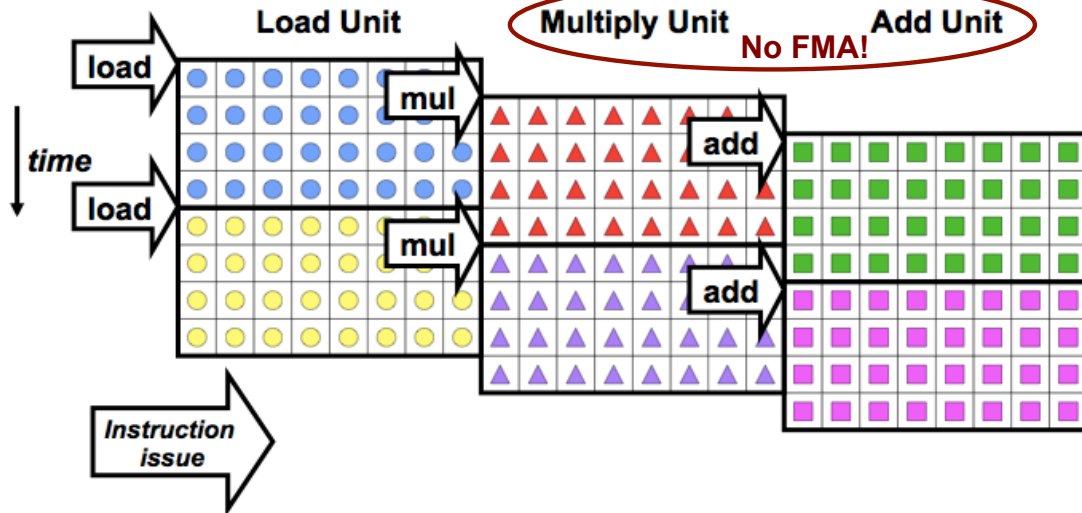 Load Unit
Multiply Unit
Add Unit
No FMA!
load
mul
add
time
load
mul
add
Instruction
issue